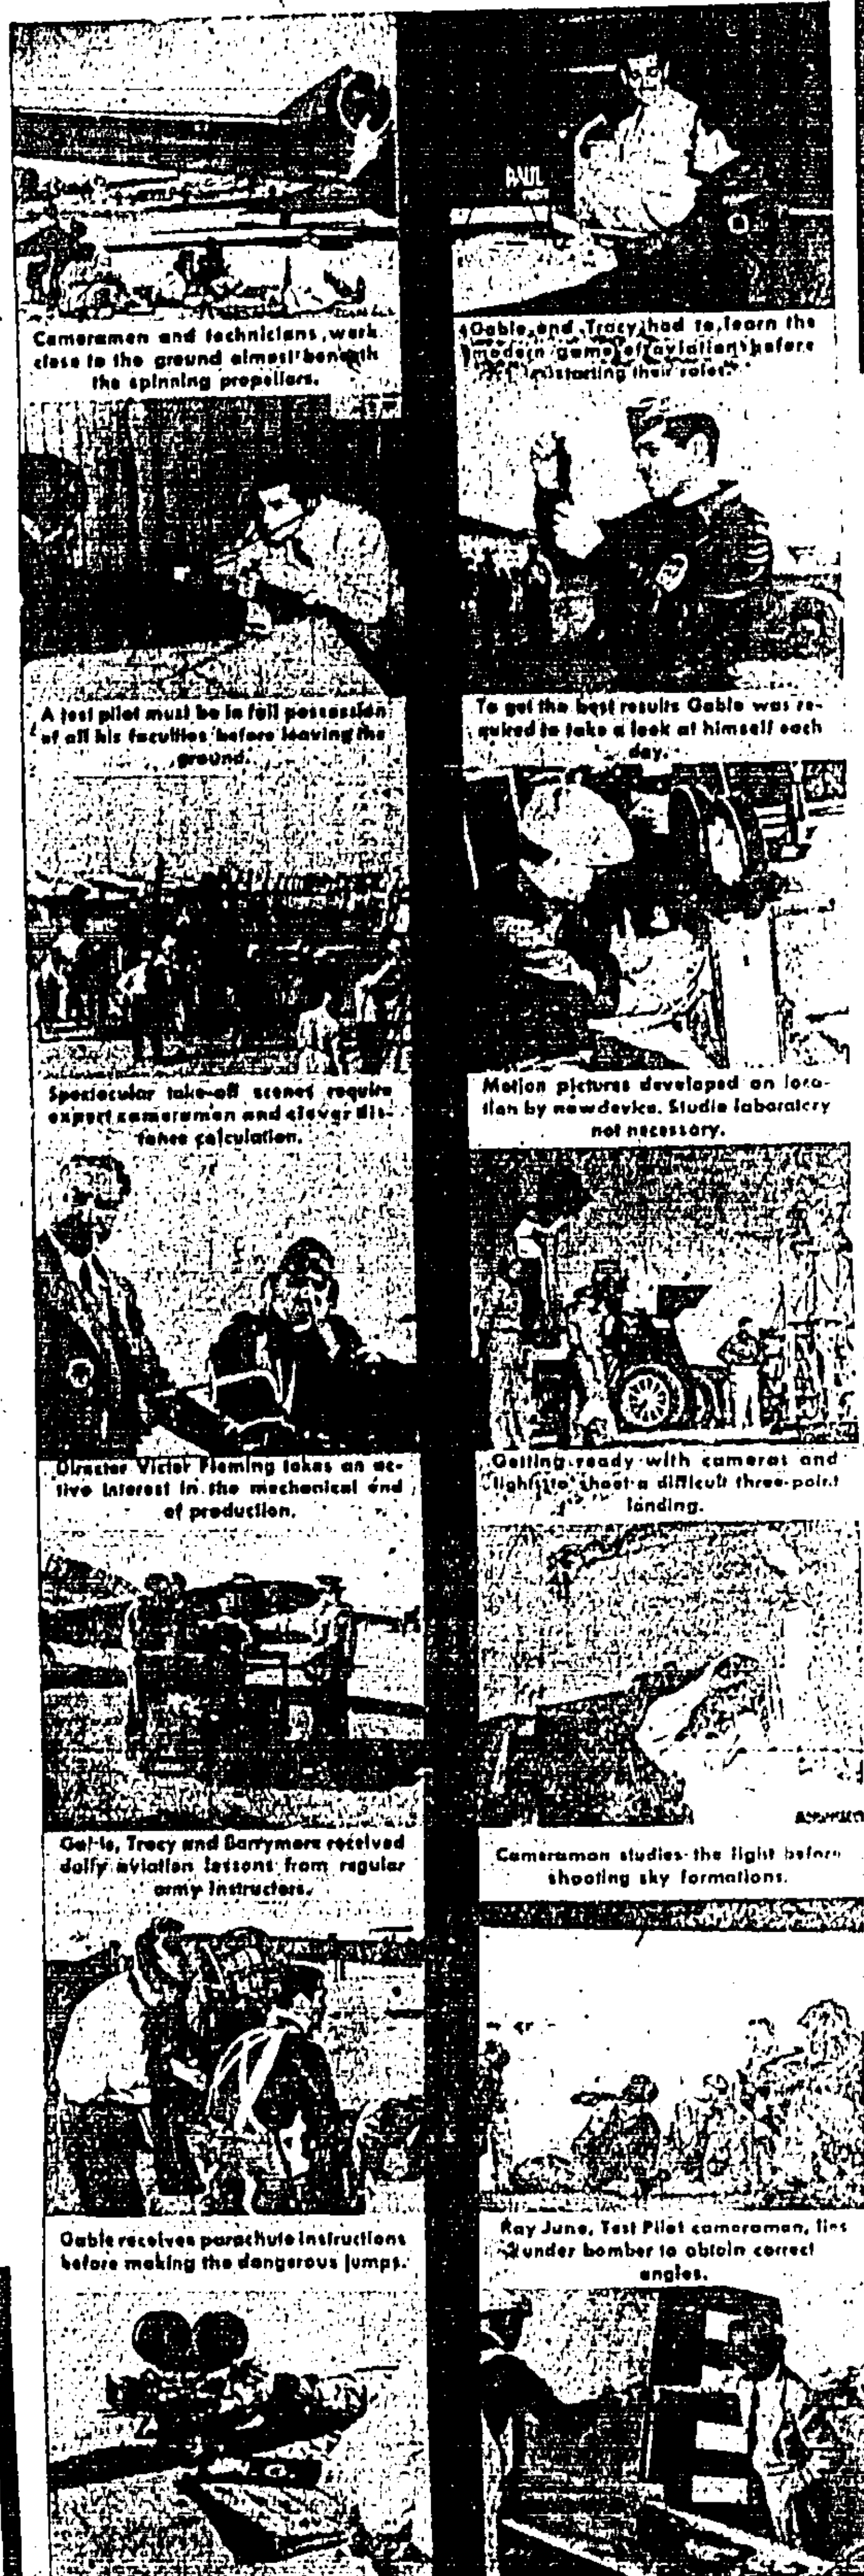 PAUL
Cameramen and technicians work
close to the ground almost beneath
the spinning propellors.
Gable and Tracy had to learn the
modern game of aviation before
starting their roles.
A test pilot must be in full possession
of all his faculties before leaving the
ground.
To get the best results Gable was re-
quired to take a look at himself each
day.
Spectacular take-off scenes require
expert cameramen and clever dis-
tance calculation.
Motion pictures developed on loca-
tion by new device. Studio laboratory
not necessary.
Director Victor Fleming takes an ac-
tive interest in the mechanical end
of production.
Getting ready with cameras and
lights to shoot a difficult three-point
landing.
Gable, Tracy and Barrymore received
daily aviation lessons from regular
army instructors.
Cameraman studies the light before
shooting sky formations.
Gable receives parachute instructions
before making the dangerous jumps.
Ray June, Test Pilot cameraman, lies
under bomber to obtain correct
angles.